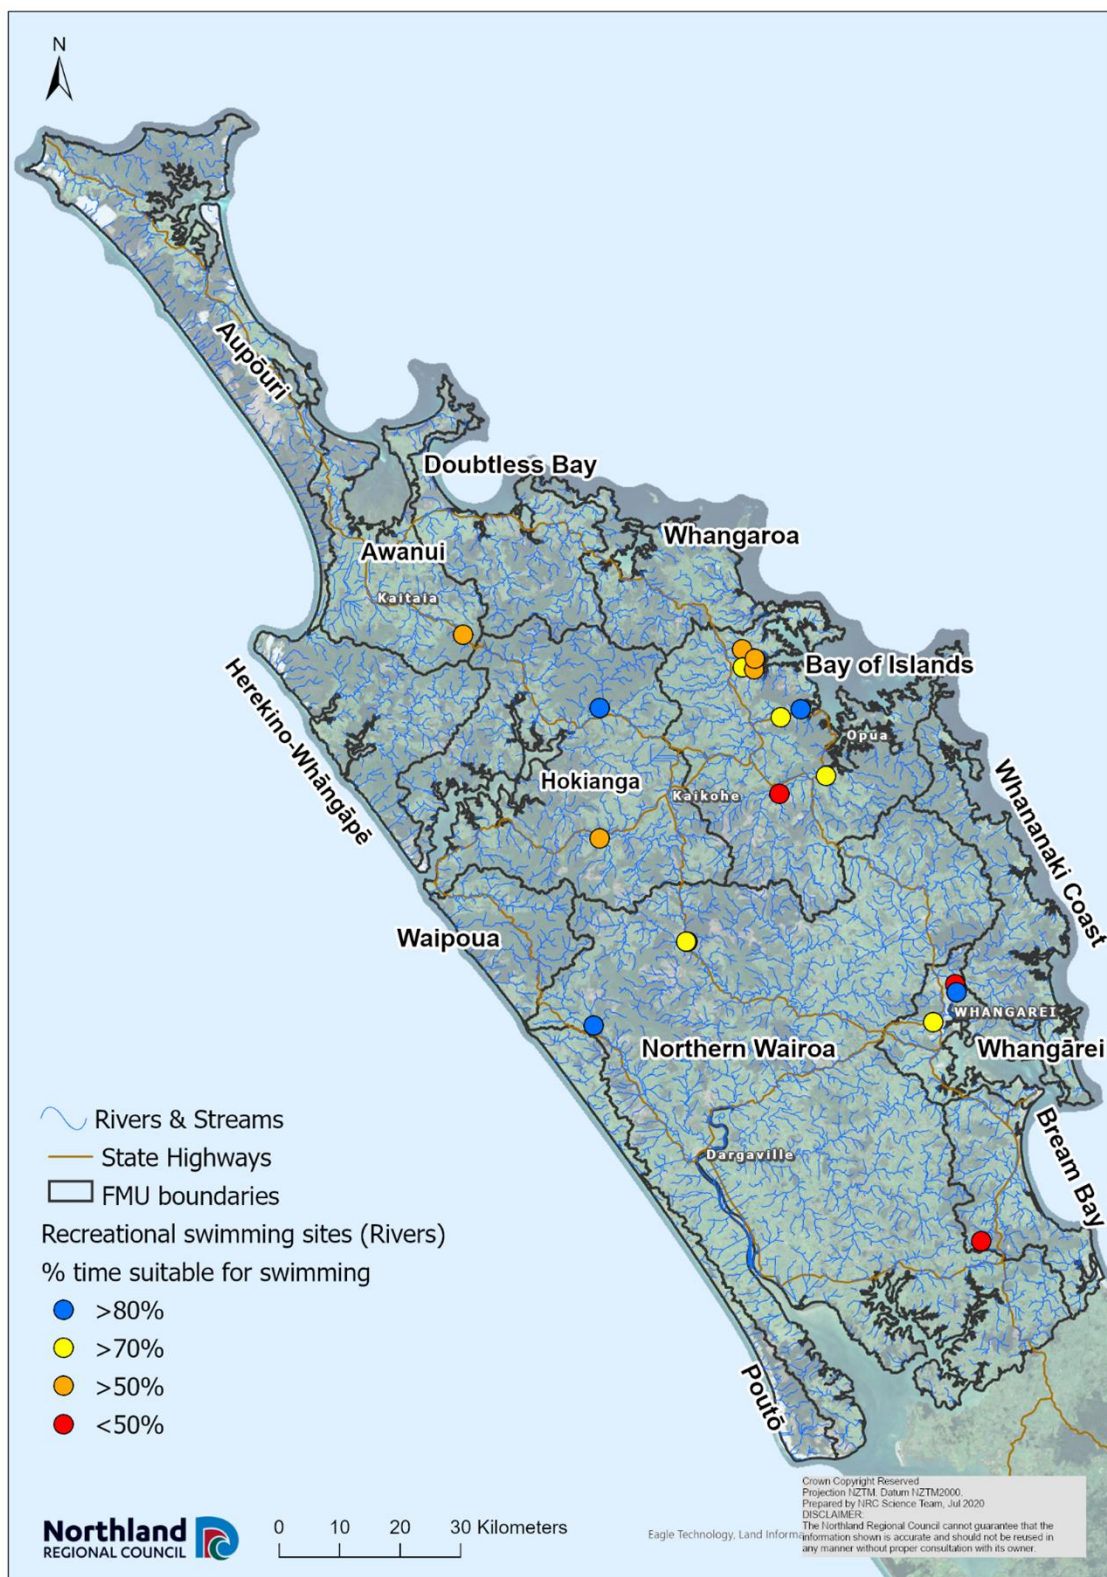 N
Aupōuri
Doubtless Bay
Whangaroa
Awanui
Kaitaia
Bay of Islands
Herekino-Whāngāpē
Opua
Hokianga
Kaikohe
Whananaki Coast
Waipoua
WHANGAREI
Northern Wairoa
Whangārei
Dargaville
Bream Bay
Poutō
Rivers & Streams
State Highways
FMU boundaries
Recreational swimming sites (Rivers)
% time suitable for swimming
>80%
>70%
>50%
<50%
Northland
REGIONAL COUNCIL
0 10 20 30 Kilometers
Eagle Technology, Land Informa
Crown Copyright Reserved
Projection NZTM. Datum NZTM2000.
Prepared by NRC Science Team, Jul 2020
DISCLAIMER:
The Northland Regional Council cannot guarantee that the
information shown is accurate and should not be reused in
any manner without proper consultation with its owner.